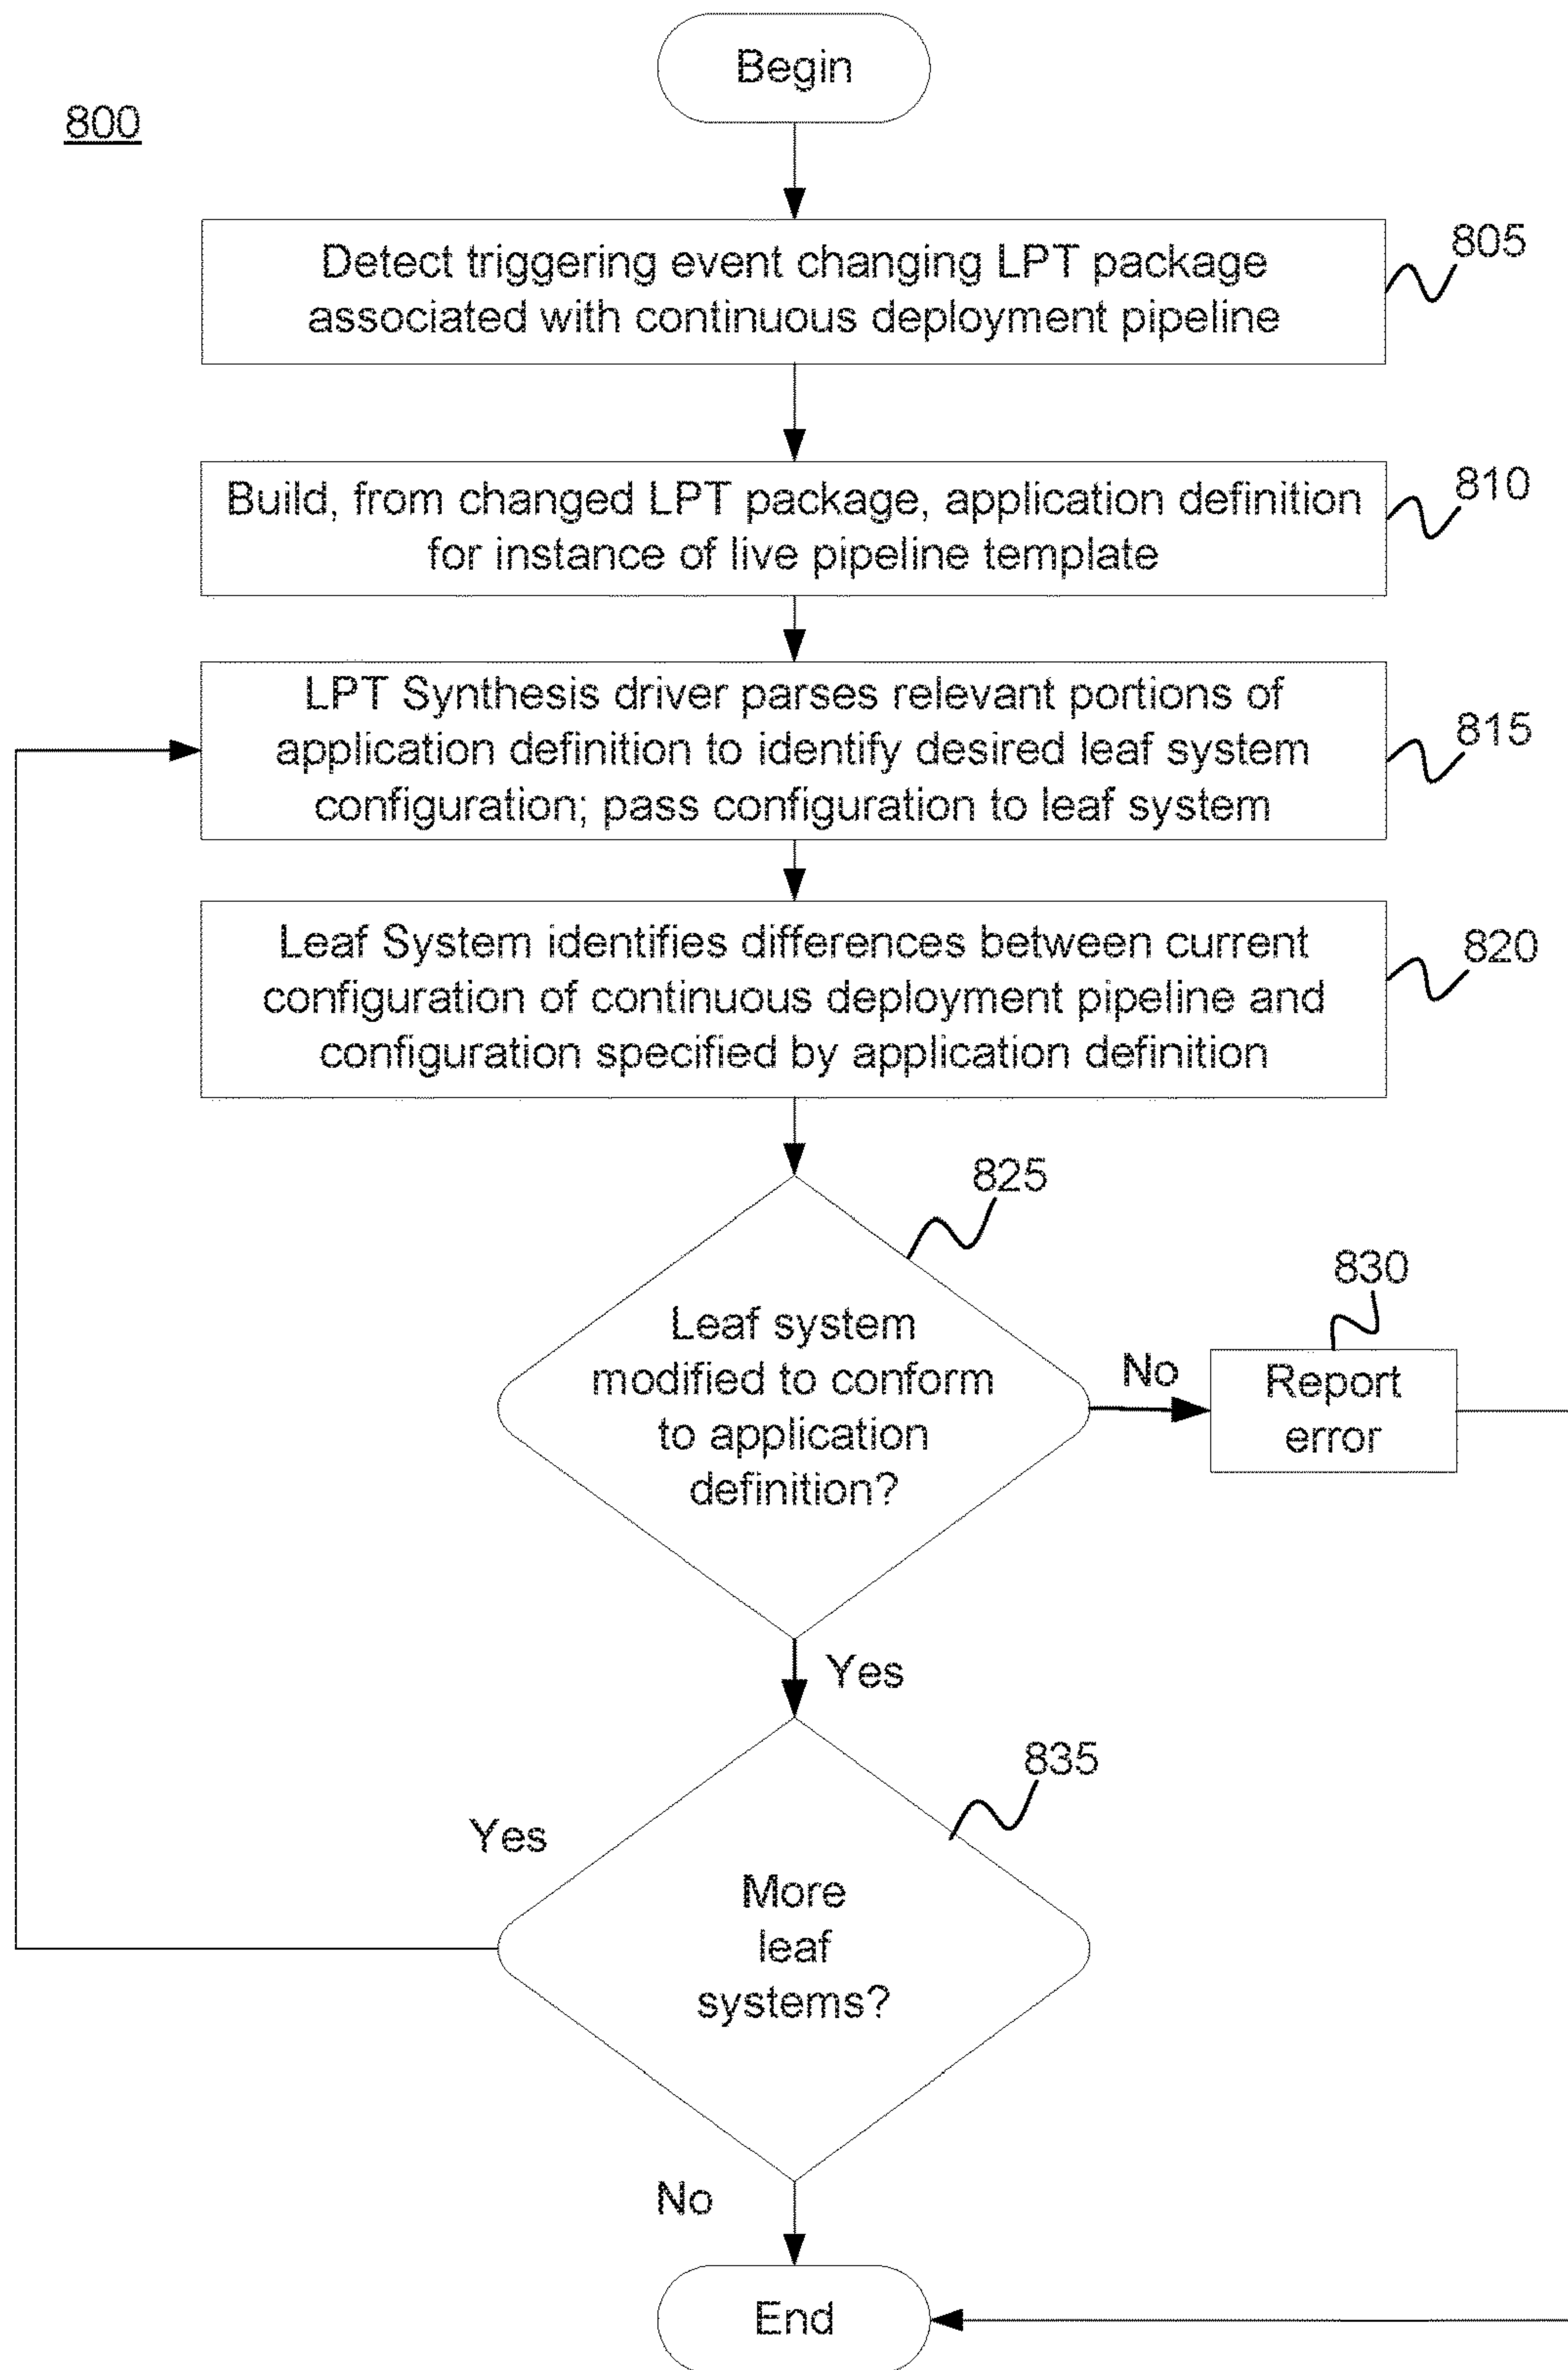 Begin
800
Detect triggering event changing LPT package
associated with continuous deployment pipeline
805
Build, from changed LPT package, application definition
for instance of live pipeline template
810
LPT Synthesis driver parses relevant portions of
application definition to identify desired leaf system
configuration; pass configuration to leaf system
815
Leaf System identifies differences between current
configuration of continuous deployment pipeline and
configuration specified by application definition
820
825
Leaf system
modified to conform
to application
definition?
No
830
Report
error
Yes
835
Yes
More
leaf
systems?
No
End